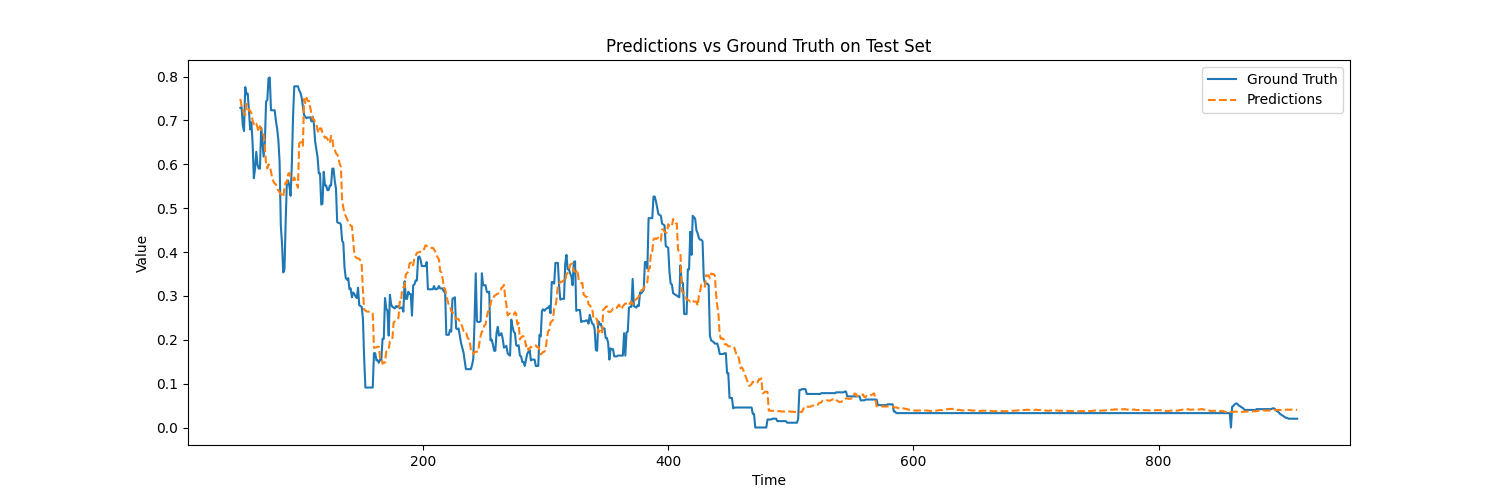 Predictions vs Ground Truth on Test Set
Ground Truth
Predictions
0.8
0.7
0.6
0.5
0.4
0.3
0.2
0.1
0.0
Value
200
400
600
800
Time